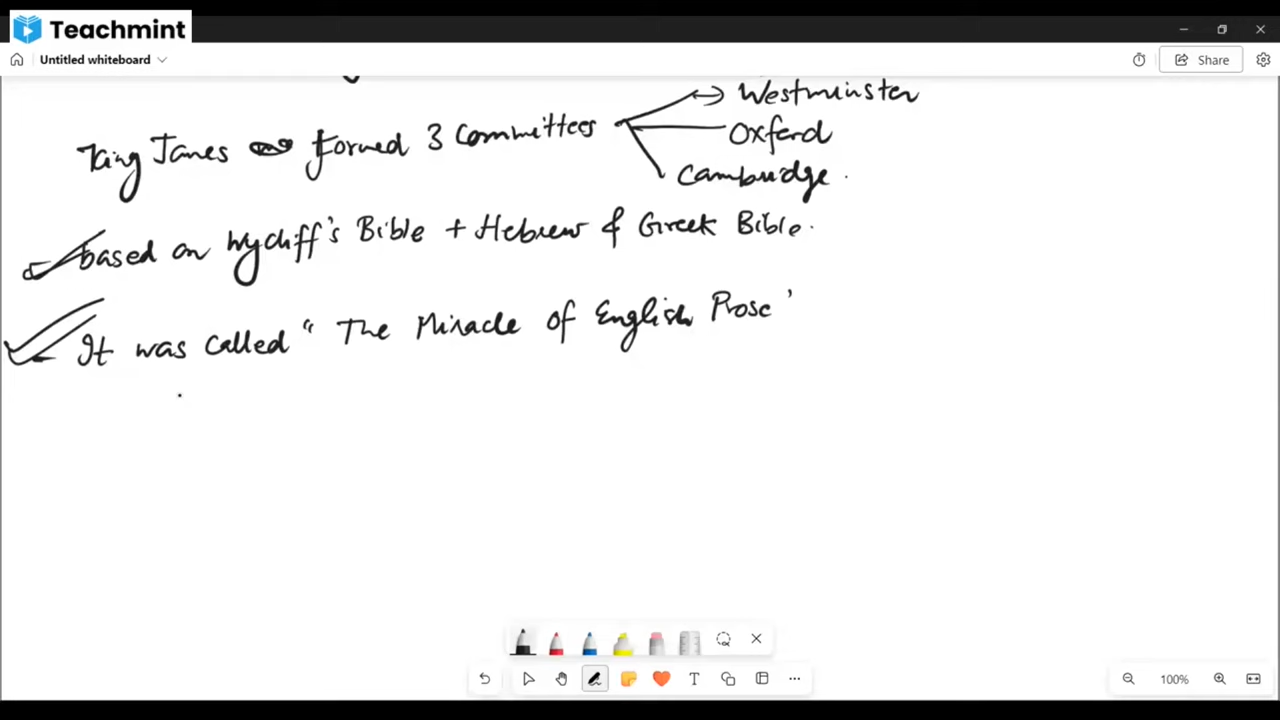 Teachmint
Untitled whiteboard
Share
Westminster
King James formed 3 Committees
Oxford
Cambridge.
based on Wycliff's Bible + Hebrew & Greek Bible.
It was called "The Miracle of English Prose'
100%